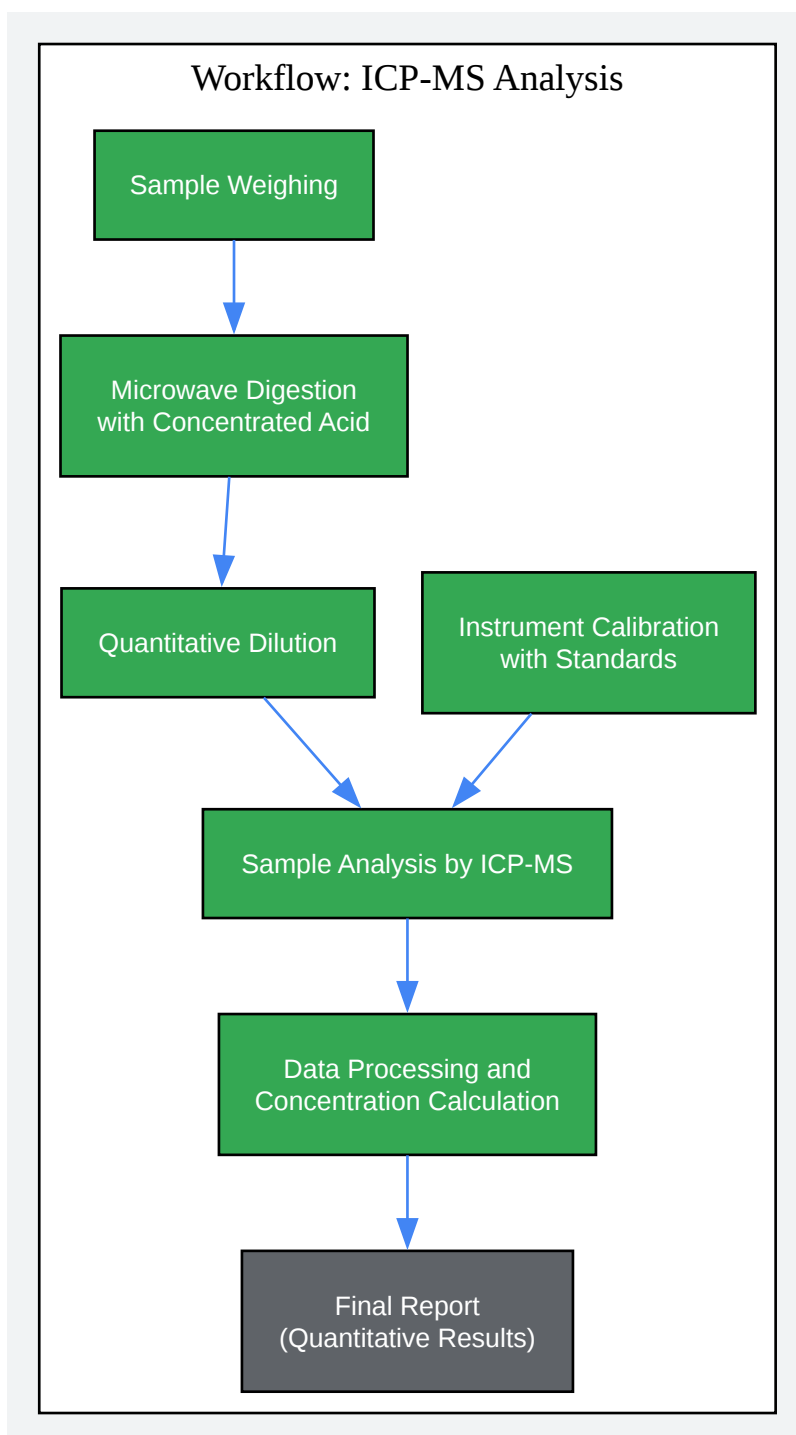 Workflow: ICP-MS Analysis
Sample Weighing
Microwave Digestion
with Concentrated Acid
Quantitative Dilution
Instrument Calibration
with Standards
Sample Analysis by ICP-MS
Data Processing and
Concentration Calculation
Final Report
(Quantitative Results)